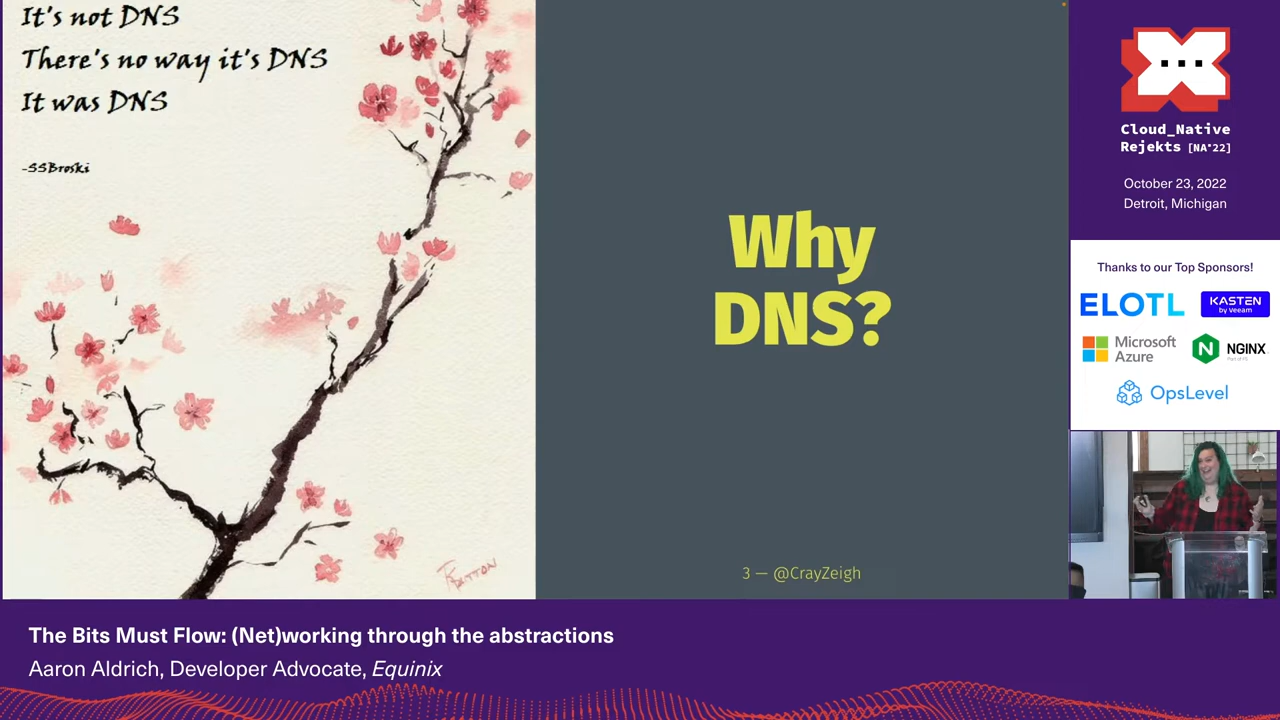 It's not DNS
There's no way it's DNS
It was DNS
-SSBroski
Why
DNS?
3 — @CrayZeigh
Cloud_Native
Rejekts [NA'22]
October 23, 2022
Detroit, Michigan
Thanks to our Top Sponsors!
ELOTL
KASTEN
by Veeam
Microsoft
Azure
NGINX
OpsLevel
The Bits Must Flow: (Net)working through the abstractions
Aaron Aldrich, Developer Advocate, Equinix